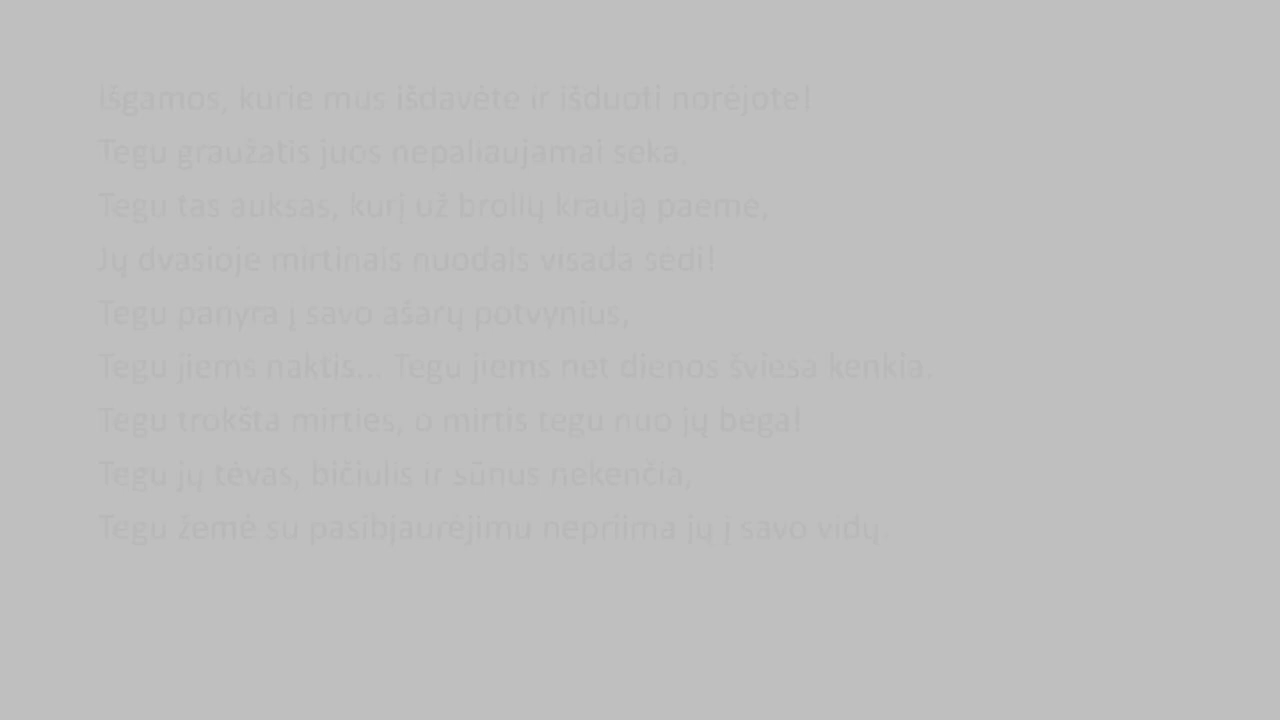 Išgamos, kurie mus išdavėte ir išduoti norėjote!
Tegu graužatis juos nepaliaujamai seka.
Tegu tas auksas, kurį už brolių kraują paėmė,
Jų dvasioje mirtinais nuodais visada sėdi!
Tegu panyra į savo ašarų potvynius,
Tegu jiems naktis... Tegu jiems net dienos šviesa kenkia.
Tegu trokšta mirties, o mirtis tegu nuo jų bėga!
Tegu jų tėvas, bičiulis ir sūnus nekenčia,
Tegu žemė su pasibjaurėjimu nepriima jų į savo vidų.